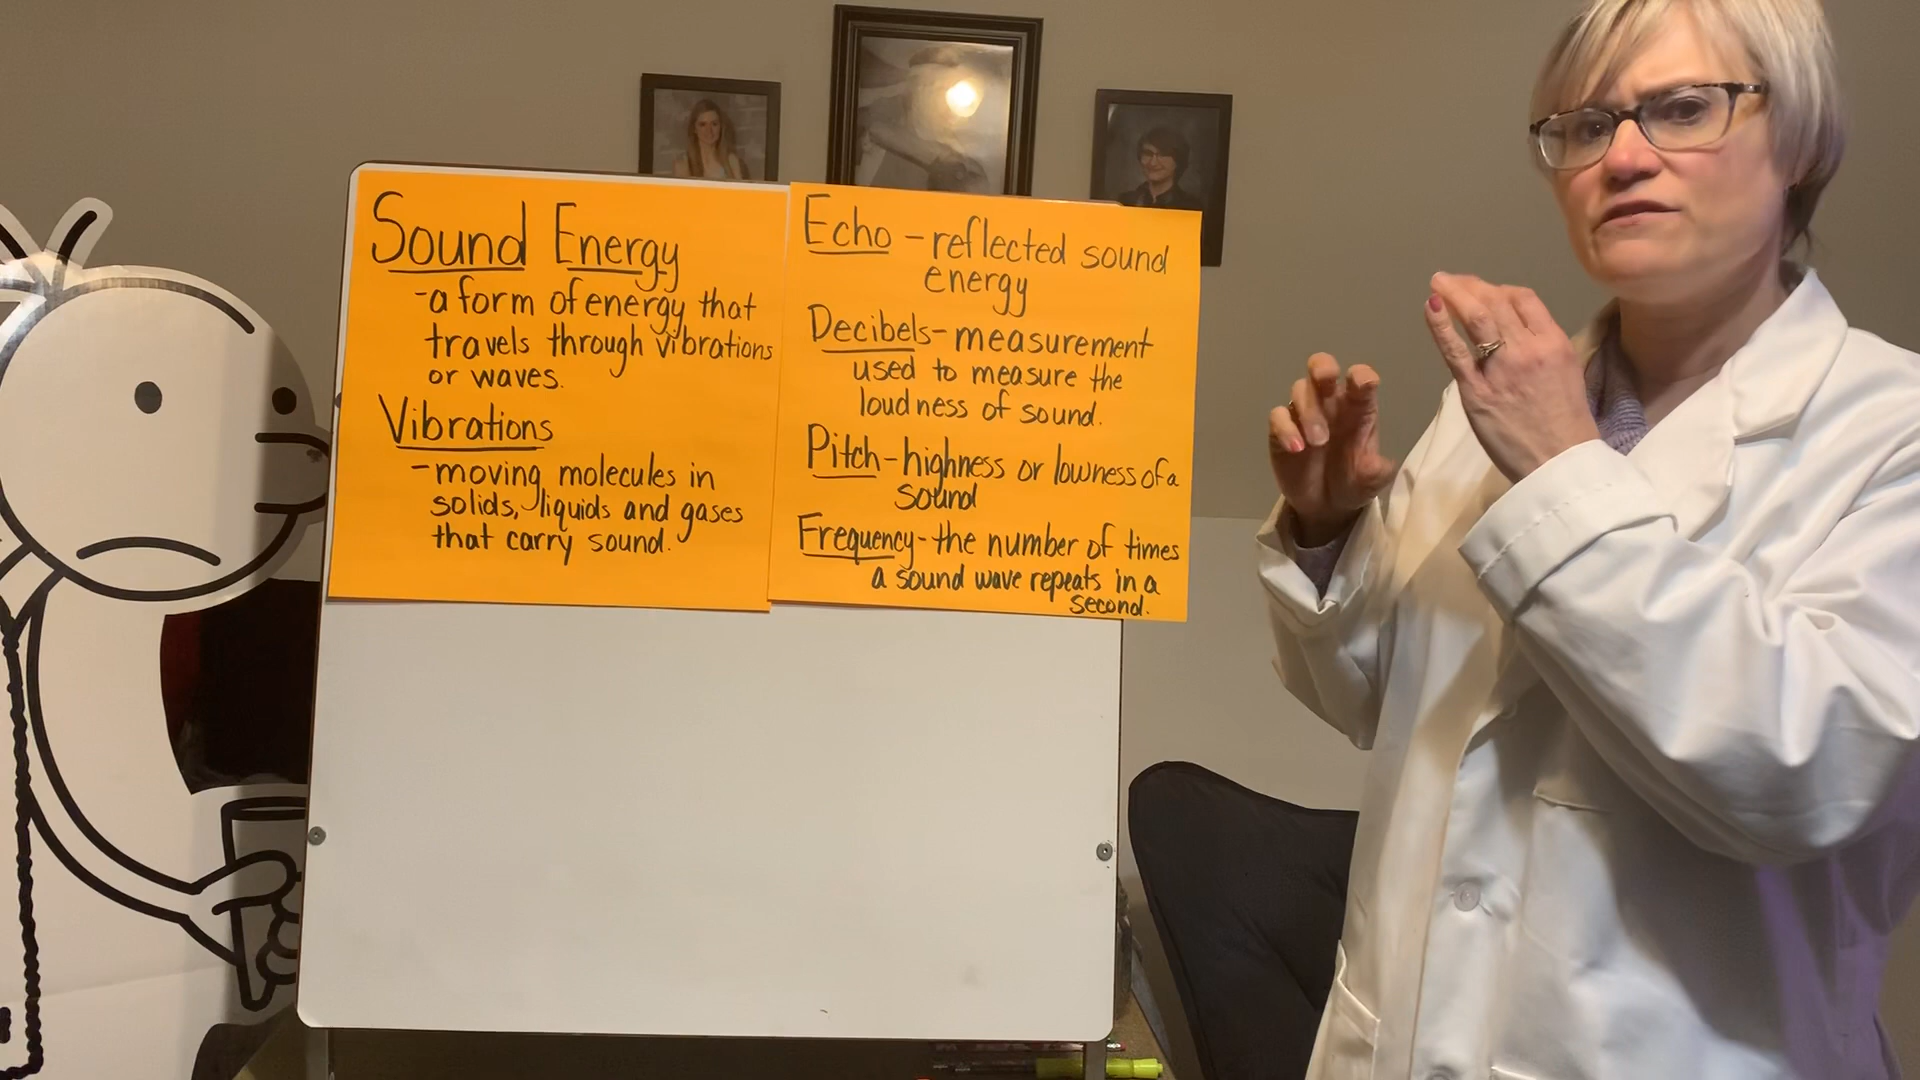 Sound Energy
-a form of energy that
travels through vibrations
or waves.
Vibrations
-moving molecules in
solids, liquids and gases
that carry sound.
Echo -reflected sound
energy
Decibels-measurement
used to measure the
loudness of sound.
Pitch-highness or lowness of a
sound
Frequency-the number of times
a sound wave repeats in a
second.